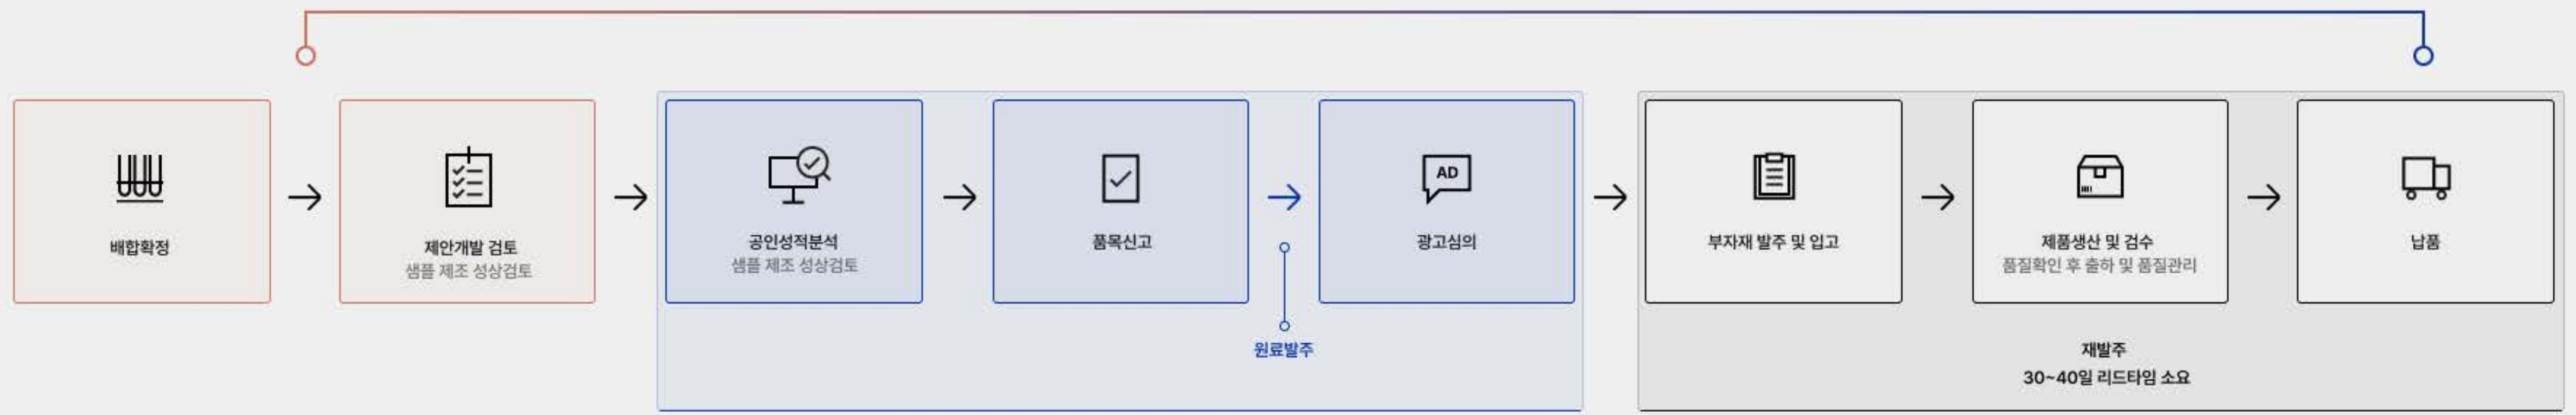 배합확정
제안개발 검토
샘플 제조 성상검토
공인성적분석
샘플 제조 성상검토
품목신고
원료발주
AD
광고심의
부자재 발주 및 입고
제품생산 및 검수
품질확인 후 출하 및 품질관리
납품
재발주
30~40일 리드타임 소요